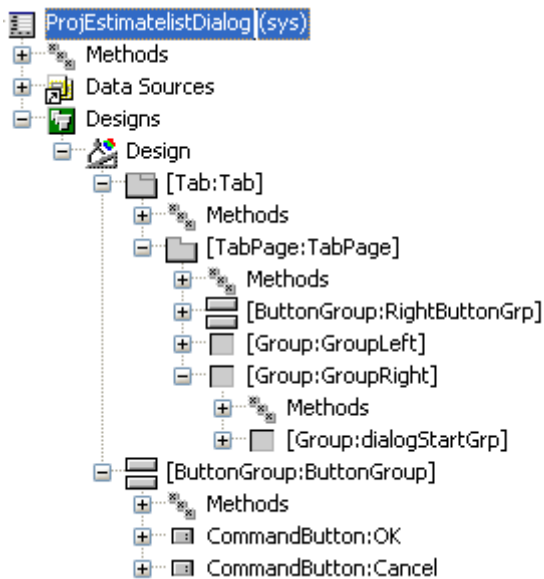 ProjEstimatelistDialog (sys)
Methods
Data Sources
Designs
Design
[Tab:Tab]
Methods
[TabPage:TabPage]
Methods
[ButtonGroup:RightButtonGrp]
[Group:GroupLeft]
[Group:GroupRight]
Methods
[Group:dialogStartGrp]
[ButtonGroup:ButtonGroup]
Methods
CommandButton:OK
CommandButton:Cancel